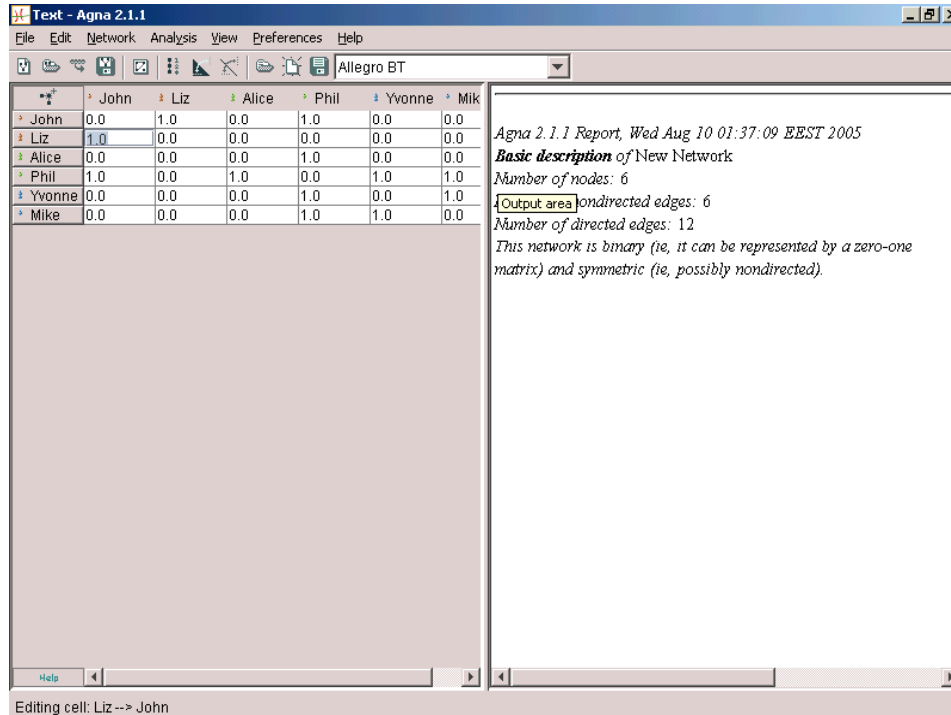 Text - Agna 2.1.1
File Edit Network Analysis View Preferences Help
Allegro BT
John Liz Alice Phil Yvonne Mik
John 0.0 1.0 0.0 1.0 0.0 0.0
Liz 1.0 0.0 0.0 0.0 0.0 0.0
Alice 0.0 0.0 0.0 1.0 0.0 0.0
Phil 1.0 0.0 1.0 0.0 1.0 1.0
Yvonne 0.0 0.0 0.0 1.0 0.0 1.0
Mike 0.0 0.0 0.0 1.0 1.0 0.0
Help
Agna 2.1.1 Report, Wed Aug 10 01:37:09 EEST 2005
Basic description of New Network
Number of nodes: 6
Output area ondirected edges: 6
Number of directed edges: 12
This network is binary (ie, it can be represented by a zero-one
matrix) and symmetric (ie, possibly nondirected).
Editing cell: Liz --> John